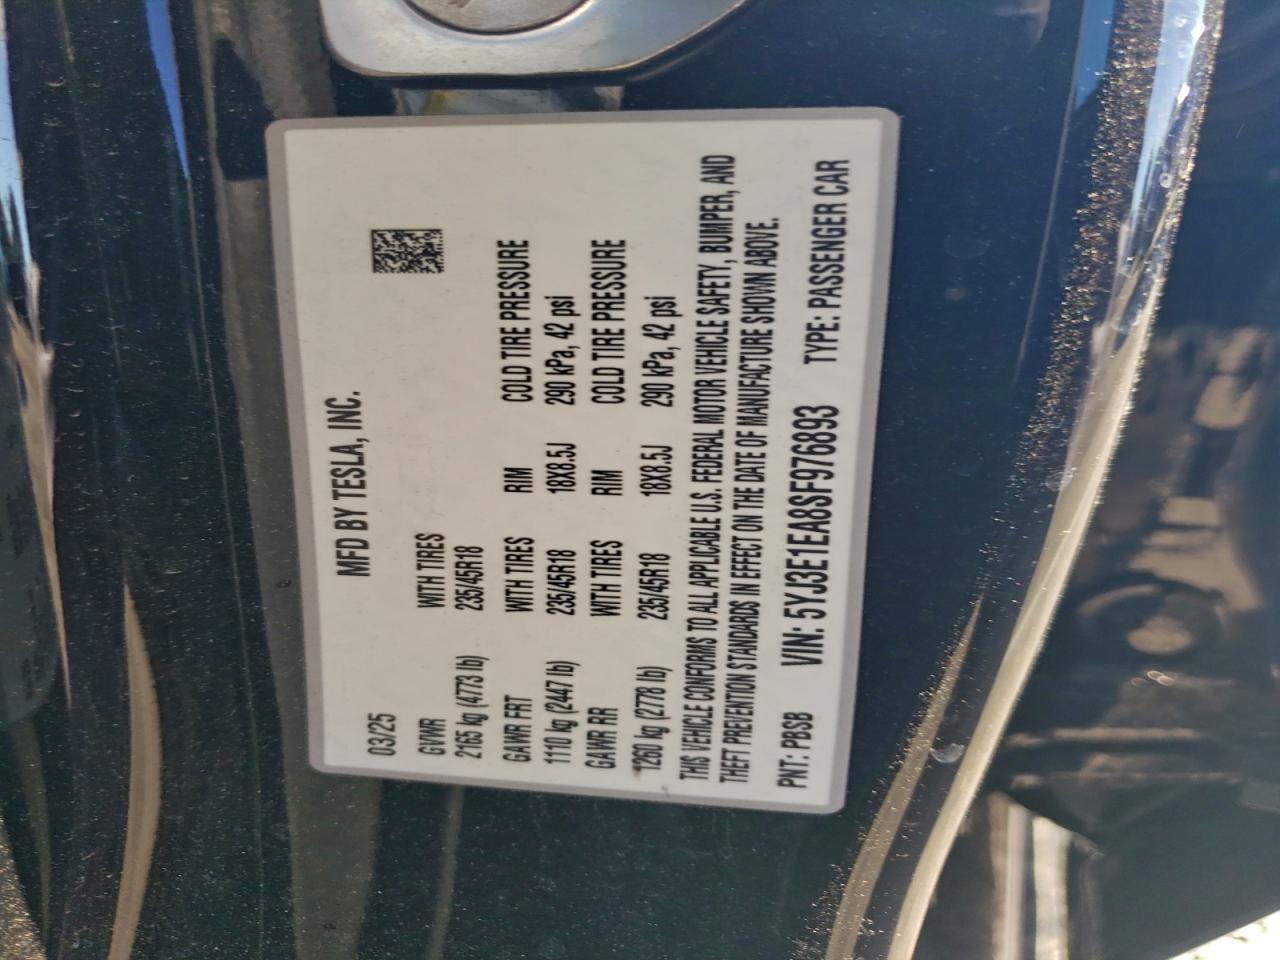 MFD BY TESLA, INC.
03/25
GVWR WITH TIRES
2165 kg (4773 lb) 235/45R18
GAWR FRT WITH TIRES RIM COLD TIRE PRESSURE
1110 kg (2447 lb) 235/45R18 18X8.5J 290 kPa, 42 psi
GAWR RR WITH TIRES RIM COLD TIRE PRESSURE
1260 kg (2778 lb) 235/45R18 18X8.5J 290 kPa, 42 psi
THIS VEHICLE CONFORMS TO ALL APPLICABLE U.S. FEDERAL MOTOR VEHICLE SAFETY, BUMPER, AND
THEFT PREVENTION STANDARDS IN EFFECT ON THE DATE OF MANUFACTURE SHOWN ABOVE.
PNT: PBSB VIN: 5YJ3E1EA8SF976893 TYPE: PASSENGER CAR